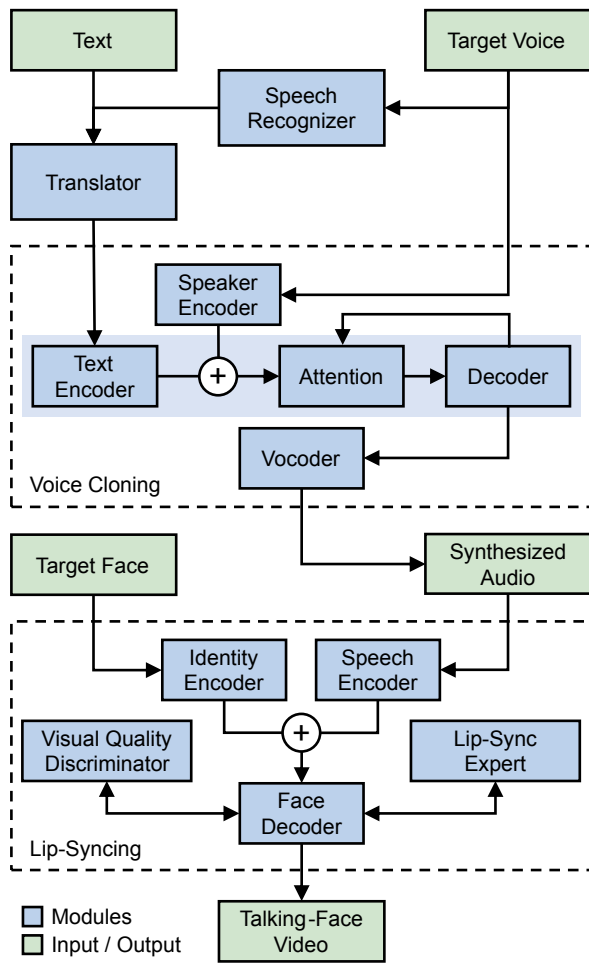 Text
Target Voice
Speech
Recognizer
Translator
Speaker
Encoder
Text
Encoder
+
Attention
Decoder
Vocoder
Voice Cloning
Target Face
Synthesized
Audio
Identity
Encoder
Speech
Encoder
+
Visual Quality
Discriminator
Lip-Sync
Expert
Face
Decoder
Lip-Syncing
Modules
Input / Output
Talking-Face
Video